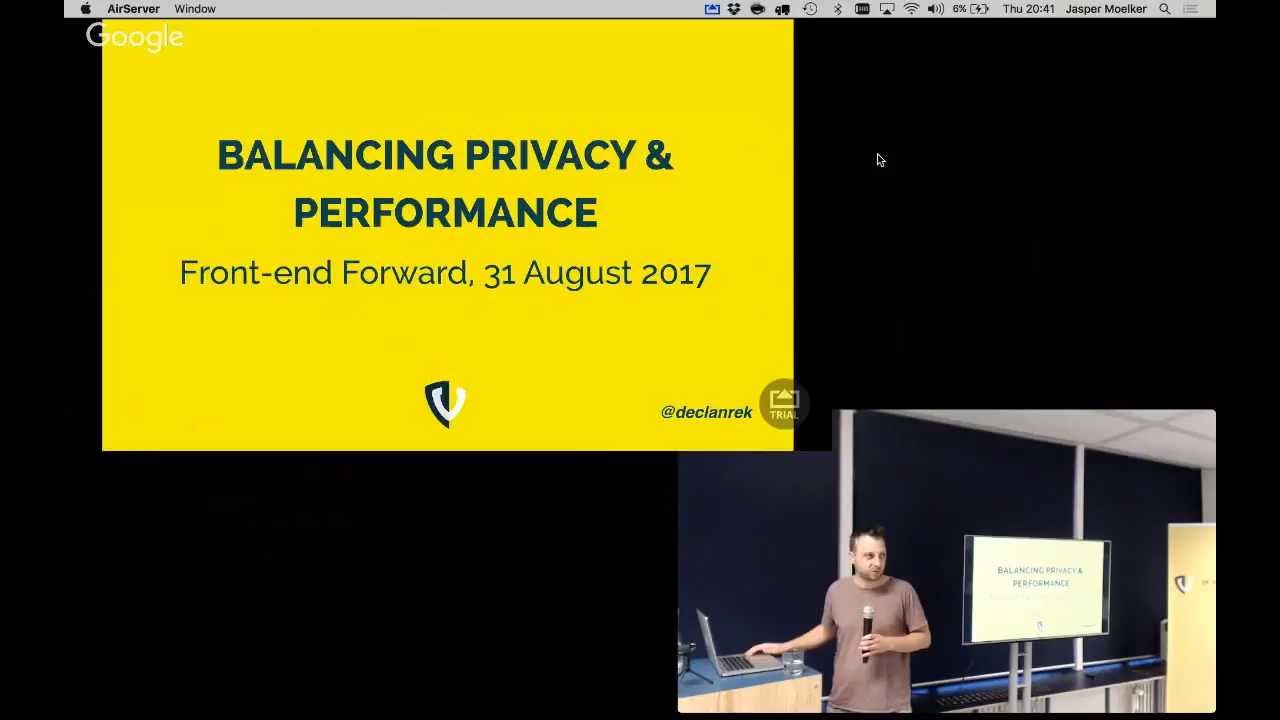 AirServer Window 6% Thu 20:41 Jasper Moelker
Google
BALANCING PRIVACY &
PERFORMANCE
Front-end Forward, 31 August 2017
@declanrek
TRIAL
BALANCING PRIVACY &
PERFORMANCE